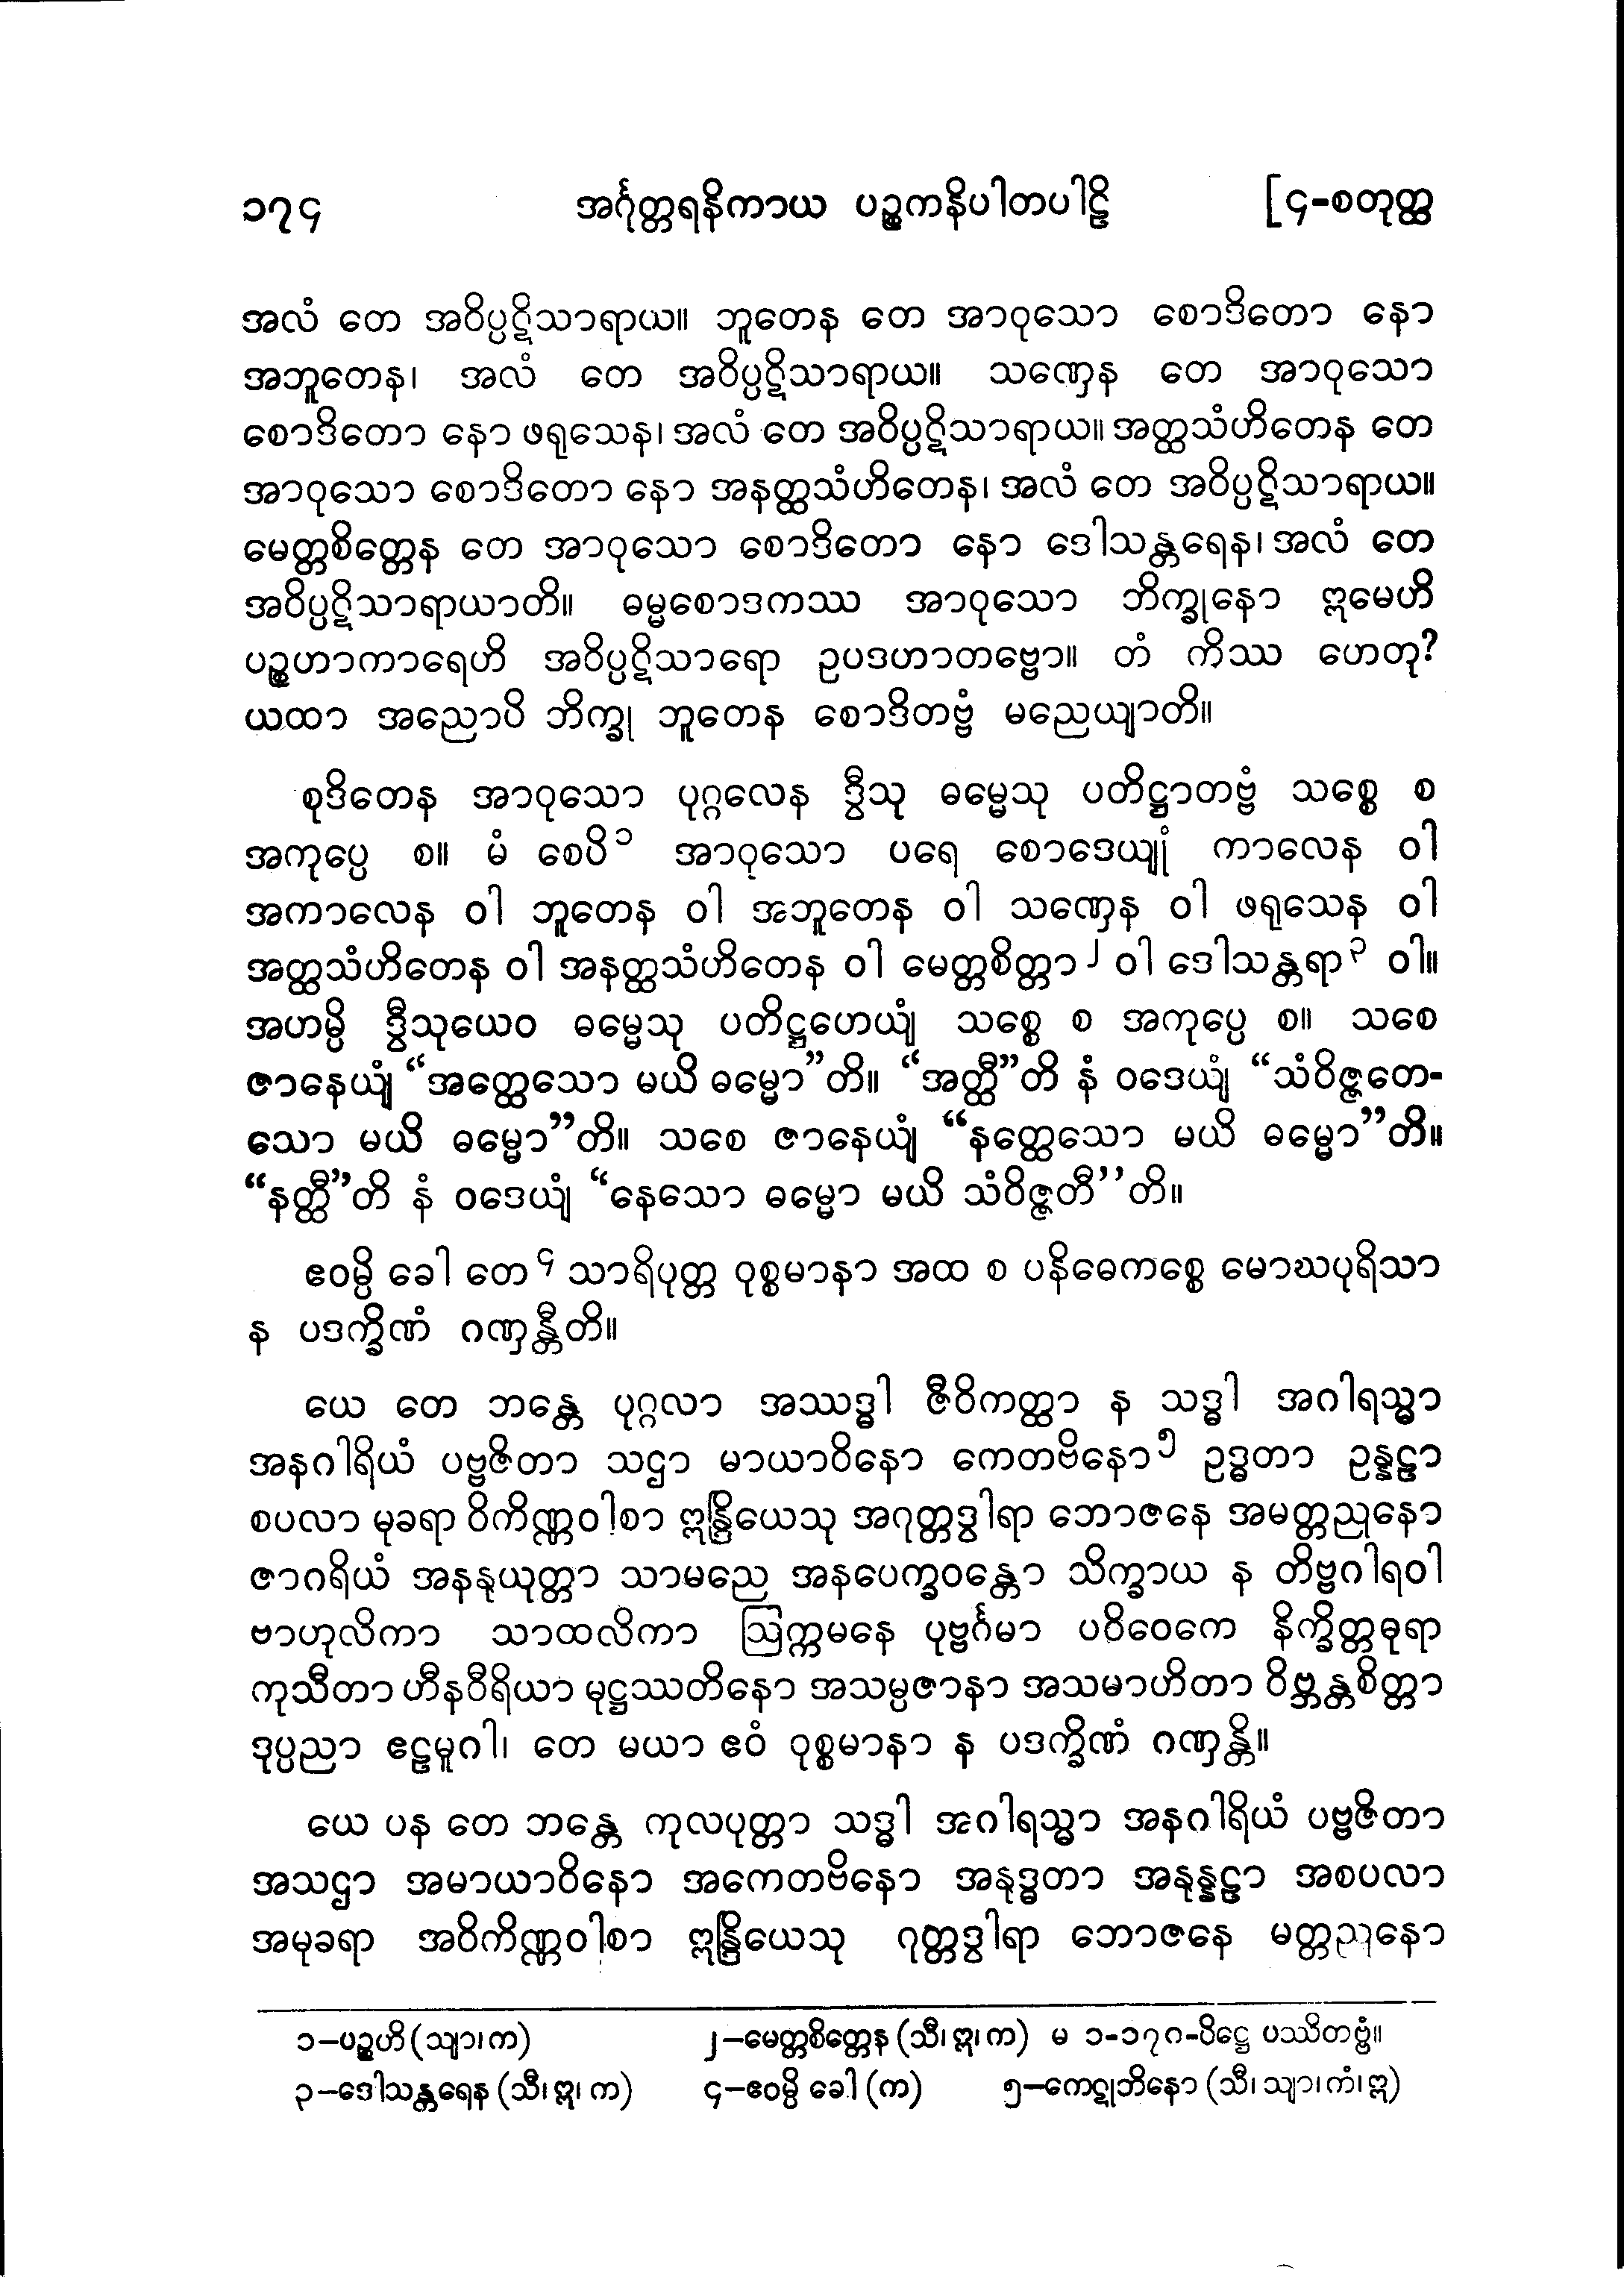 ၁၇၄ အင်္ဂုတ္တရနိကာယ ပဉ္စကနိပါတပါဠိ [၄-စတုတ္ထ
အလံ တေ အဝိပ္ပဋိသာရာယ။ ဘူတေန တေ အာဝုသော စောဒိတော နော
အဘူတေန၊ အလံ တေ အဝိပ္ပဋိသာရာယ။ သဏှေန တေ အာဝုသော
စောဒိတော နော ဖရုသေန၊ အလံ တေ အဝိပ္ပဋိသာရာယ။ အတ္ထသံဟိတေန တေ
အာဝုသော စောဒိတော နော အနတ္ထသံဟိတေန၊ အလံ တေ အဝိပ္ပဋိသာရာယ။
မေတ္တစိတ္တေန တေ အာဝုသော စောဒိတော နော ဒေါသန္တရေန၊ အလံ တေ
အဝိပ္ပဋိသာရာယာတိ။ ဓမ္မစောဒကဿ အာဝုသော ဘိက္ခုနော ဣမေဟိ
ပဉ္စဟာကာရေဟိ အဝိပ္ပဋိသာရော ဥပဒဟာတဗ္ဗော။ တံ ကိဿ ဟေတု?
ယထာ အညောပိ ဘိက္ခု ဘူတေန စောဒိတဗ္ဗံ မညေယျာတိ။
စုဒိတေန အာဝုသော ပုဂ္ဂလေန ဒွီသု ဓမ္မေသု ပတိဋ္ဌာတဗ္ဗံ သစ္စေ စ
အကုပ္ပေ စ။ မံ စေပိ၁ အာဝုသော ပရေ စောဒေယျုံ ကာလေန ဝါ
အကာလေန ဝါ ဘူတေန ဝါ အဘူတေန ဝါ သဏှေန ဝါ ဖရုသေန ဝါ
အတ္ထသံဟိတေန ဝါ အနတ္ထသံဟိတေန ဝါ မေတ္တစိတ္တာ၂ ဝါ ဒေါသန္တရာ၃ ဝါ။
အဟမ္ပိ ဒွီသုယေဝ ဓမ္မေသု ပတိဋ္ဌဟေယျံ သစ္စေ စ အကုပ္ပေ စ။ သစေ
ဇာနေယျံ “အတ္ထေသော မယိ ဓမ္မော”တိ။ “အတ္ထီ”တိ နံ ဝဒေယျံ “သံဝိဇ္ဇတေ-
သော မယိ ဓမ္မော”တိ။ သစေ ဇာနေယျံ “နတ္ထေသော မယိ ဓမ္မော”တိ။
“နတ္ထီ”တိ နံ ဝဒေယျံ “နေသော ဓမ္မော မယိ သံဝိဇ္ဇတီ”တိ။
ဧဝမ္ပိ ခေါ တေ၄ သာရိပုတ္တ ဝုစ္စမာနာ အထ စ ပနိဓေကစ္စေ မောဃပုရိသာ
န ပဒက္ခိဏံ ဂဏှန္တီတိ။
ယေ တေ ဘန္တေ ပုဂ္ဂလာ အဿဒ္ဓါ ဇီဝိကတ္ထာ န သဒ္ဓါ အဂါရသ္မာ
အနဂါရိယံ ပဗ္ဗဇိတာ သဌာ မာယာဝိနော ကေတဗိနော၅ ဥဒ္ဓတာ ဥန္နဠာ
စပလာ မုခရာ ဝိကိဏ္ဏဝါစာ ဣန္ဒြိယေသု အဂုတ္တဒွါရာ ဘောဇနေ အမတ္တညုနော
ဇာဂရိယံ အနနုယုတ္တာ သာမညေ အနပေက္ခဝန္တော သိက္ခာယ န တိဗ္ဗဂါရဝါ
ဗာဟုလိကာ သာထလိကာ ဩက္ကမနေ ပုဗ္ဗင်္ဂမာ ပဝိဝေကေ နိက္ခိတ္တဓုရာ
ကုသီတာ ဟီနဝီရိယာ မုဋ္ဌဿတိနော အသမ္ပဇာနာ အသမာဟိတာ ဝိဗ္ဘန္တစိတ္တာ
ဒုပ္ပညာ ဧဠမူဂါ၊ တေ မယာ ဧဝံ ဝုစ္စမာနာ န ပဒက္ခိဏံ ဂဏှန္တိ။
ယေ ပန တေ ဘန္တေ ကုလပုတ္တာ သဒ္ဓါ အဂါရသ္မာ အနဂါရိယံ ပဗ္ဗဇိတာ
အသဌာ အမာယာဝိနော အကေတဗိနော အနုဒ္ဓတာ အနုန္နဠာ အစပလာ
အမုခရာ အဝိကိဏ္ဏဝါစာ ဣန္ဒြိယေသု ဂုတ္တဒွါရာ ဘောဇနေ မတ္တညုနော
၁–ပဉ္စဟိ (သျာ၊ က) ၂–မေတ္တစိတ္တေန (သီ၊ ဣ၊ က) မ ၁-၁၇၈-ပိဋ္ဌေ ပဿိတဗ္ဗံ။
၃–ဒေါသန္တရေန (သီ၊ ဣ၊ က) ၄–ဧဝမ္ပိ ခေါ (က) ၅–ကေဋုဘိနော (သီ၊ သျာ၊ ကံ၊ ဣ)